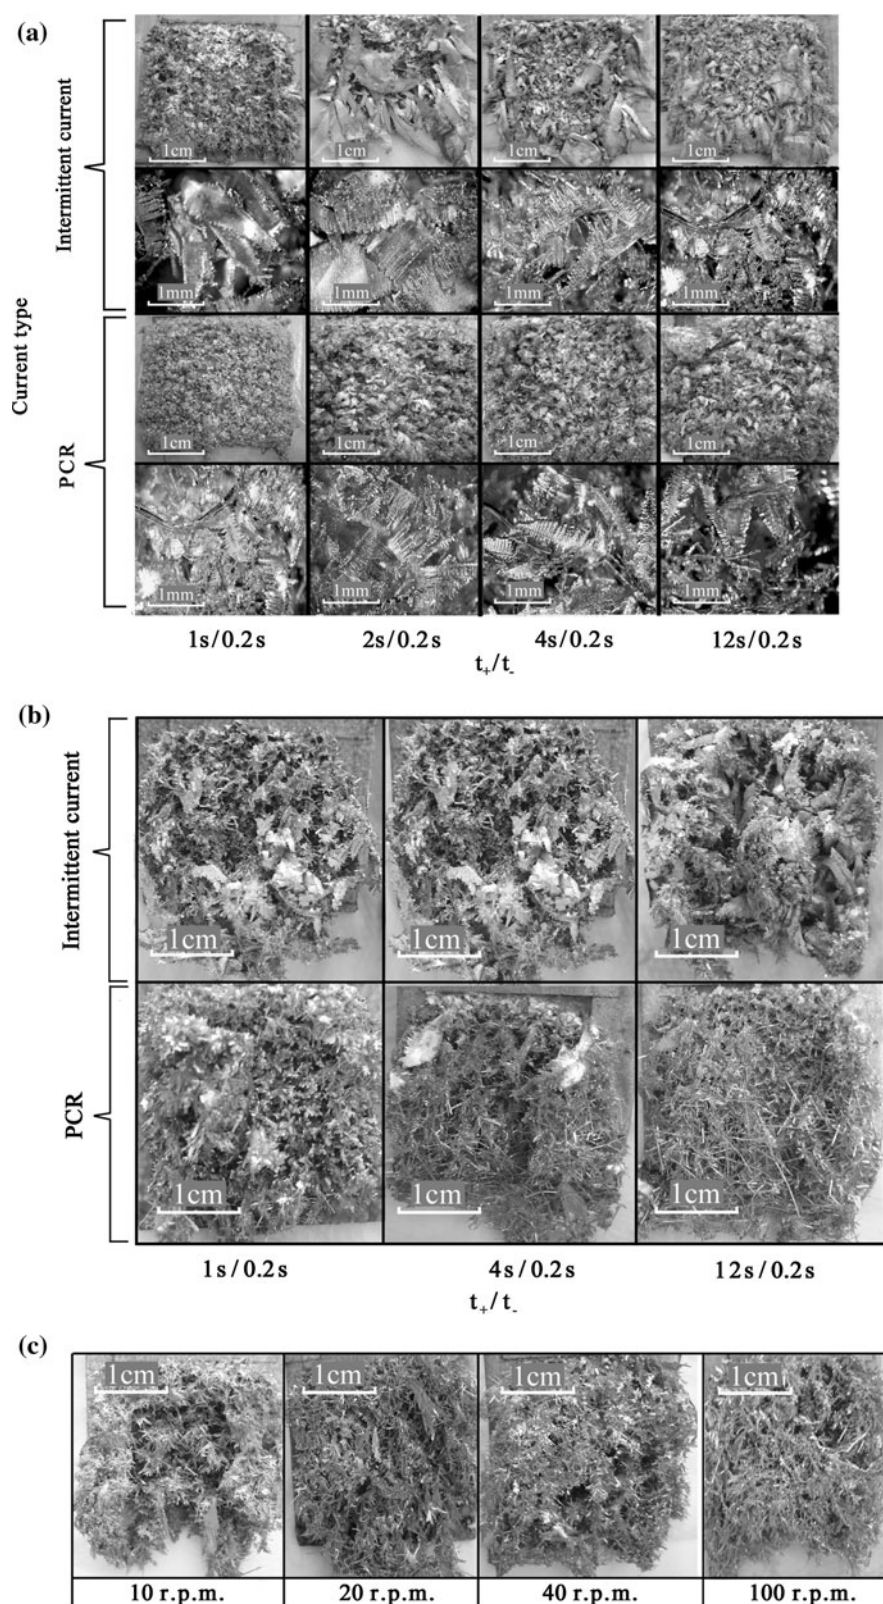 (a)
Current type
Intermittent current
1cm 1cm 1cm 1cm
1mm 1mm 1mm 1mm
PCR
1cm 1cm 1cm 1cm
1mm 1mm 1mm 1mm
1s/0.2s 2s/0.2s 4s/0.2s 12s/0.2s
t+/t-
(b)
Intermittent current
1cm 1cm 1cm
PCR
1cm 1cm 1cm
1s/0.2s 4s/0.2s 12s/0.2s
t+/t-
(c)
1cm 1cm 1cm 1cm
10 r.p.m. 20 r.p.m. 40 r.p.m. 100 r.p.m.